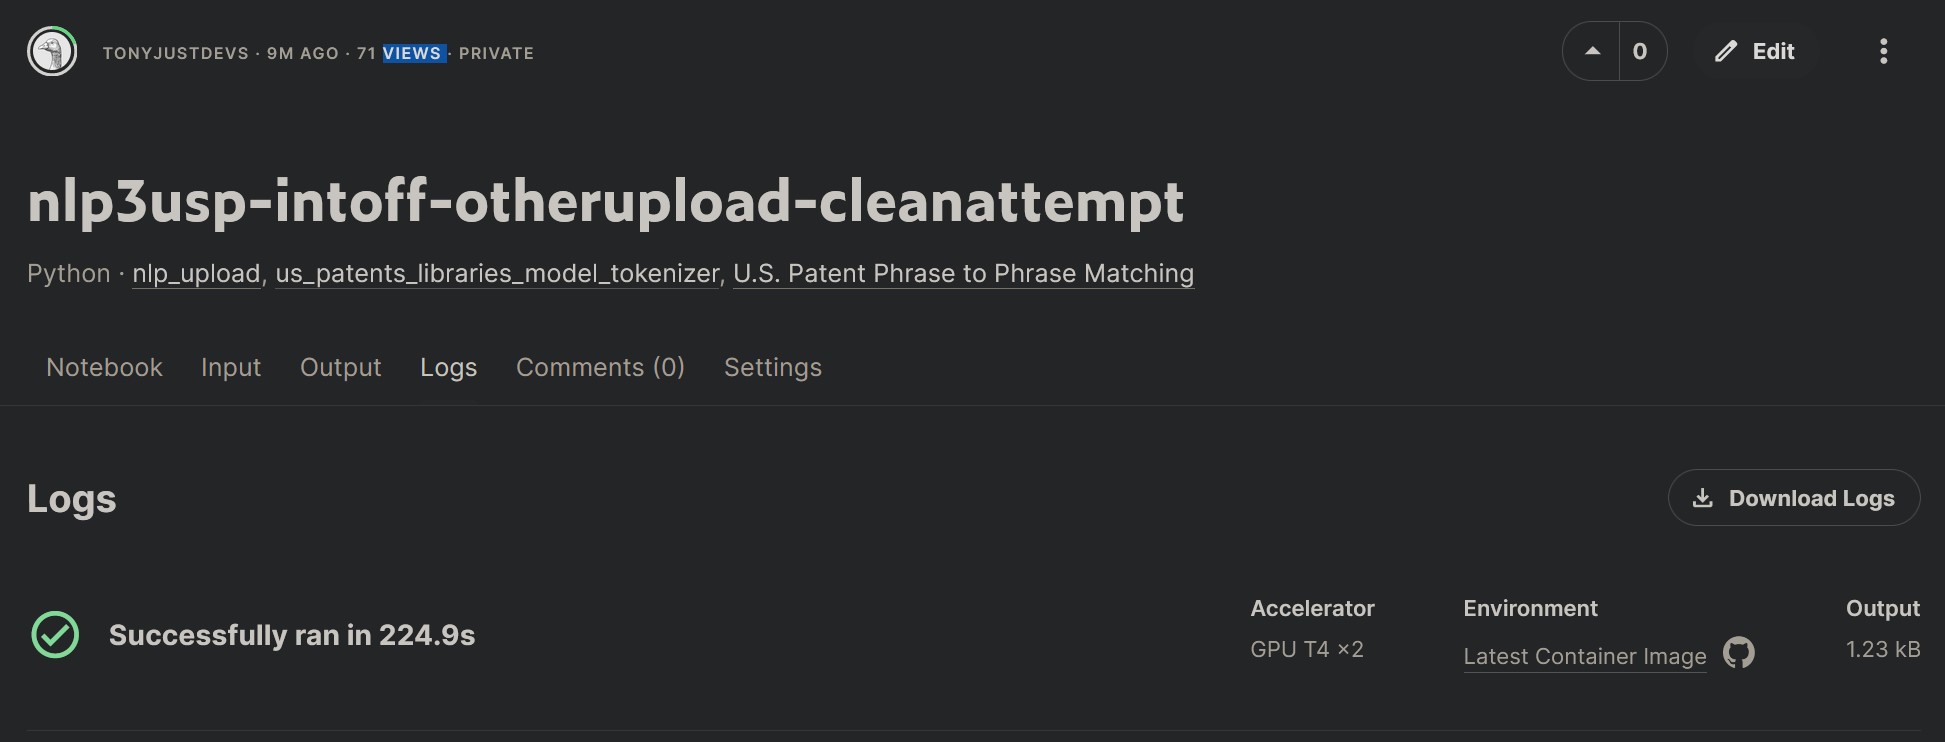 TONYJUSTDEVS · 9M AGO · 71 VIEWS · PRIVATE
0
Edit
nlp3usp-intoff-otherupload-cleanattempt
Python · nlp_upload, us_patents_libraries_model_tokenizer, U.S. Patent Phrase to Phrase Matching
Notebook Input Output Logs Comments (0) Settings
Logs
Download Logs
Successfully ran in 224.9s
Accelerator
GPU T4 ×2
Environment
Latest Container Image
Output
1.23 kB